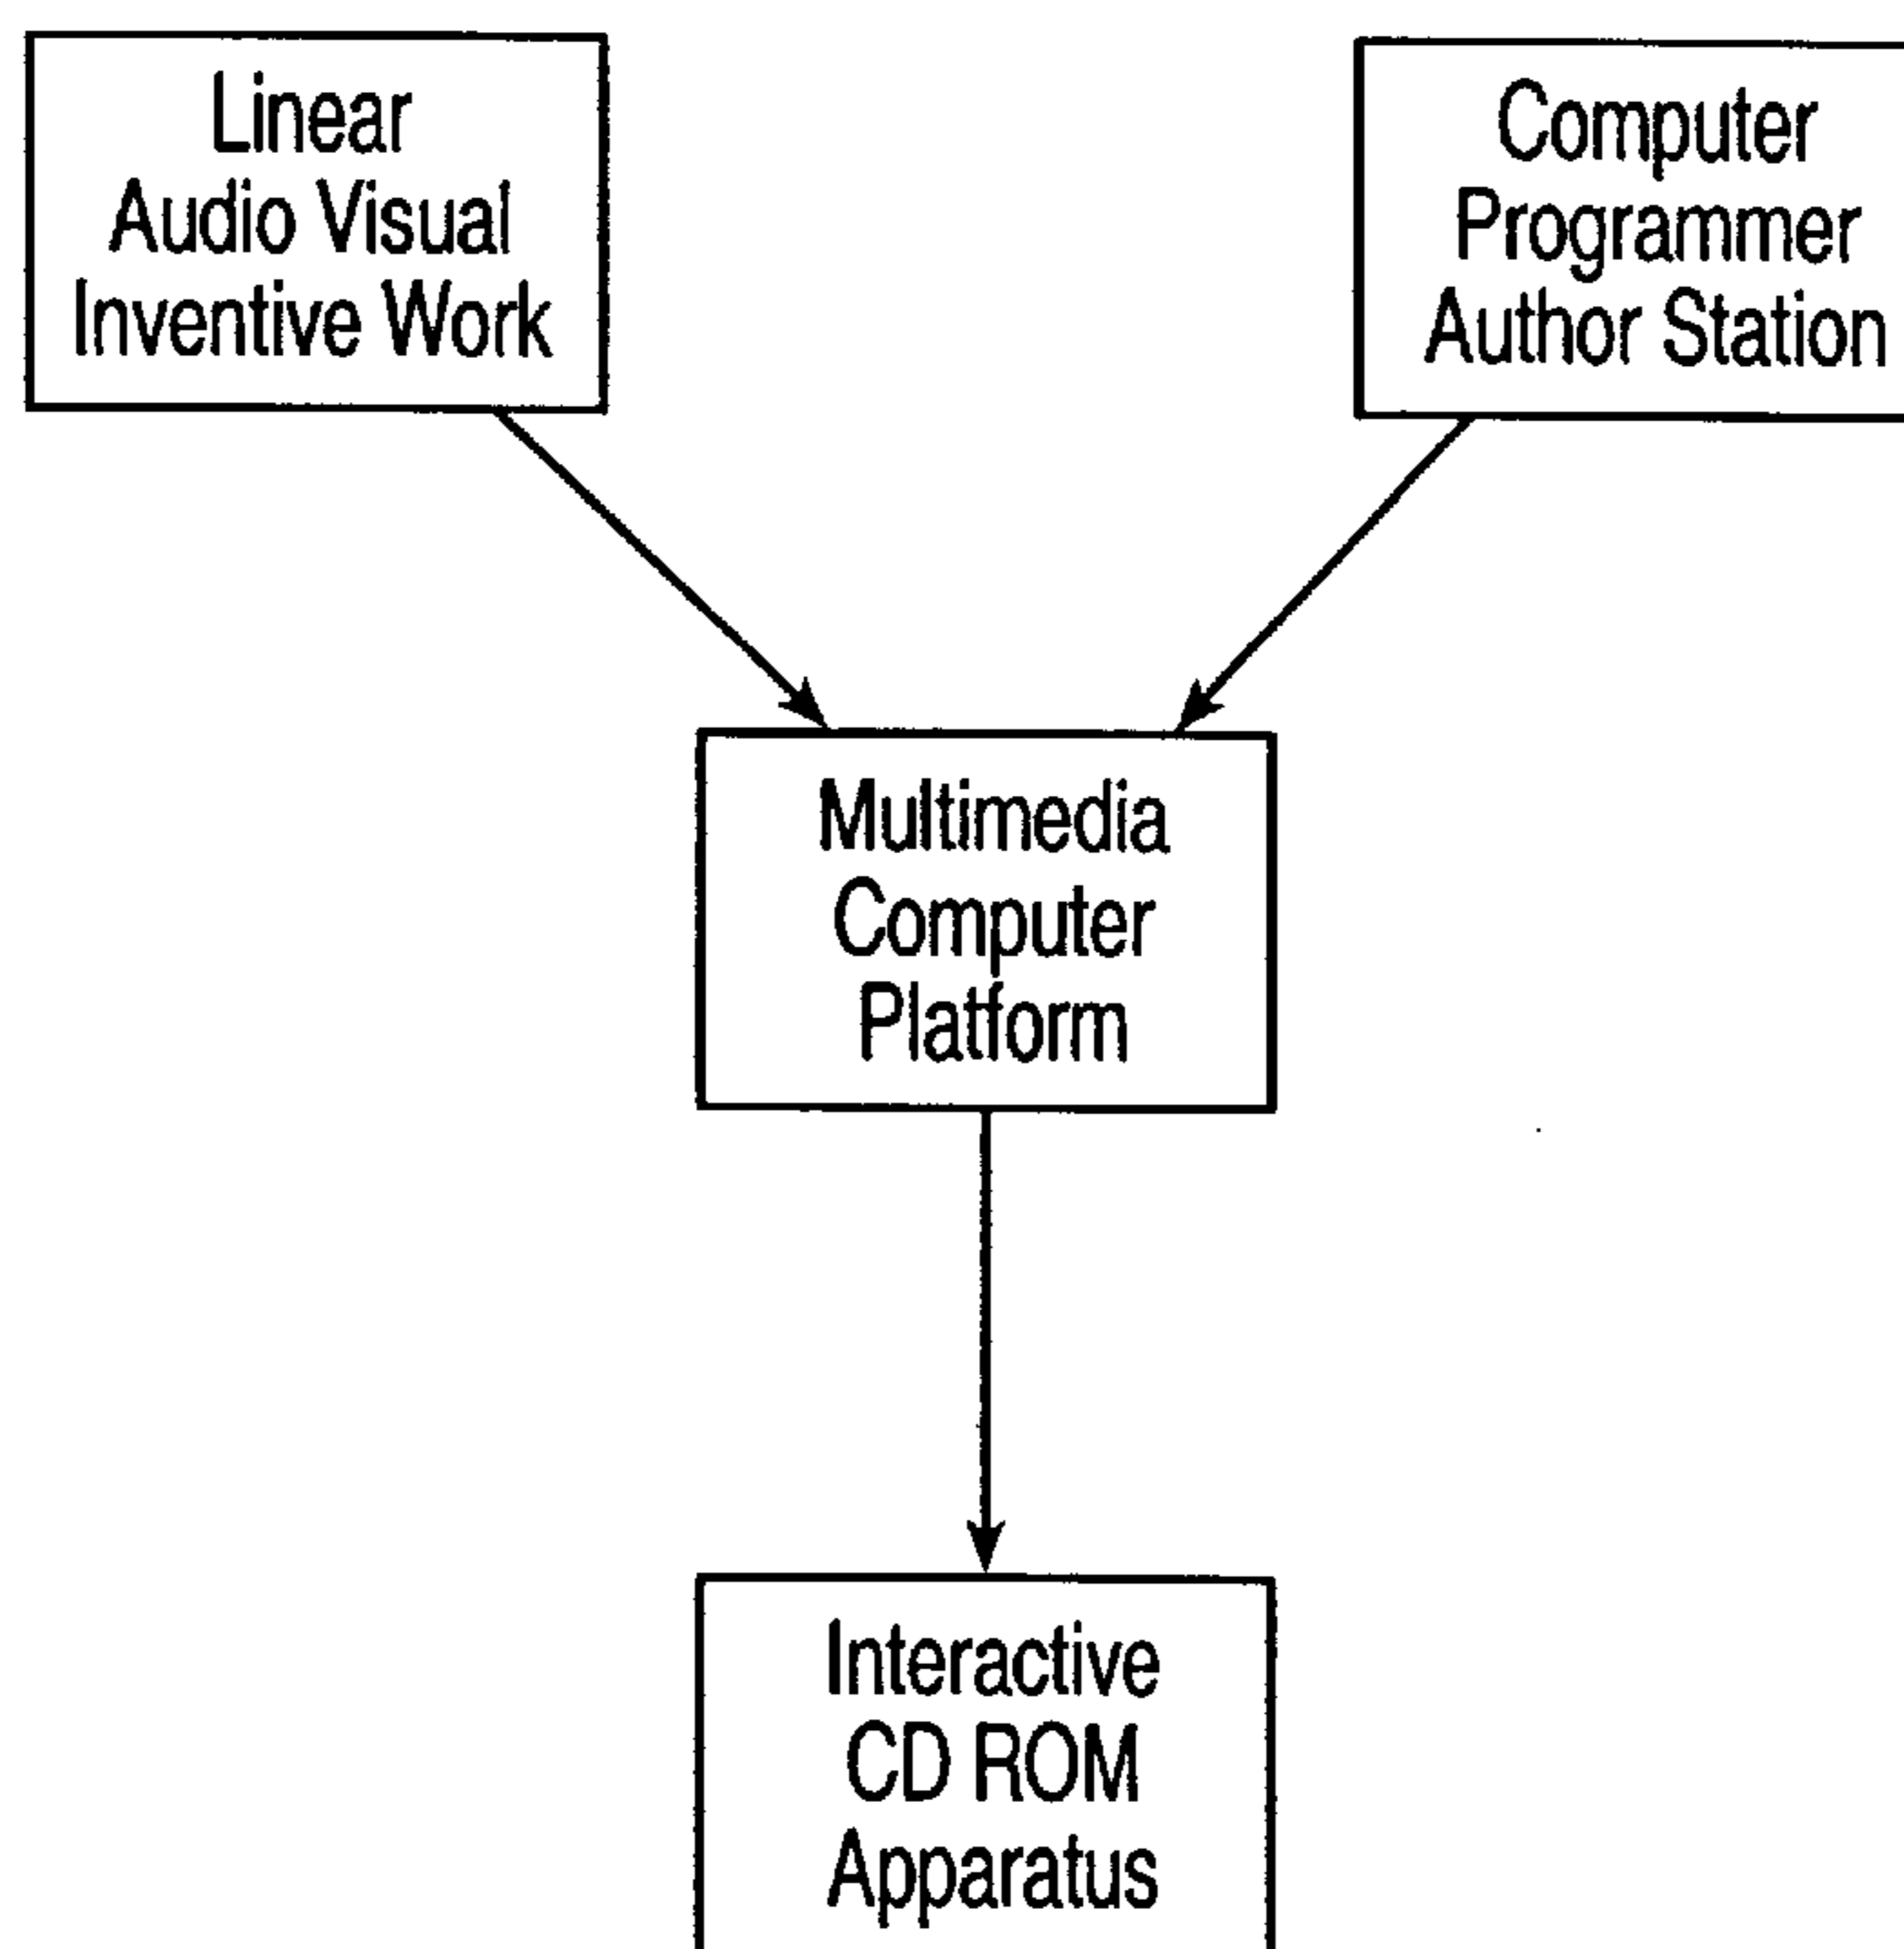 Linear
Audio Visual
Inventive Work
Computer
Programmer
Author Station
Multimedia
Computer
Platform
Interactive
CD ROM
Apparatus